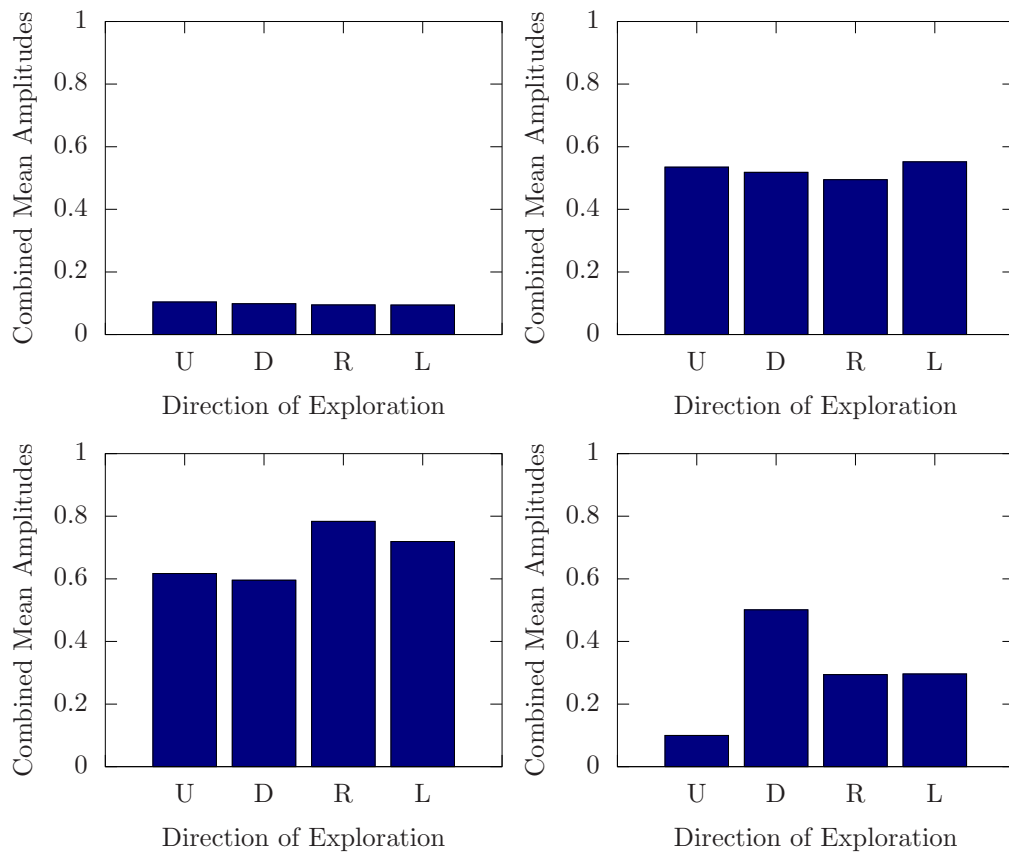 Combined Mean Amplitudes
1
0.8
0.6
0.4
0.2
0
U D R L
Direction of Exploration
Combined Mean Amplitudes
1
0.8
0.6
0.4
0.2
0
U D R L
Direction of Exploration
Combined Mean Amplitudes
1
0.8
0.6
0.4
0.2
0
U D R L
Direction of Exploration
Combined Mean Amplitudes
1
0.8
0.6
0.4
0.2
0
U D R L
Direction of Exploration